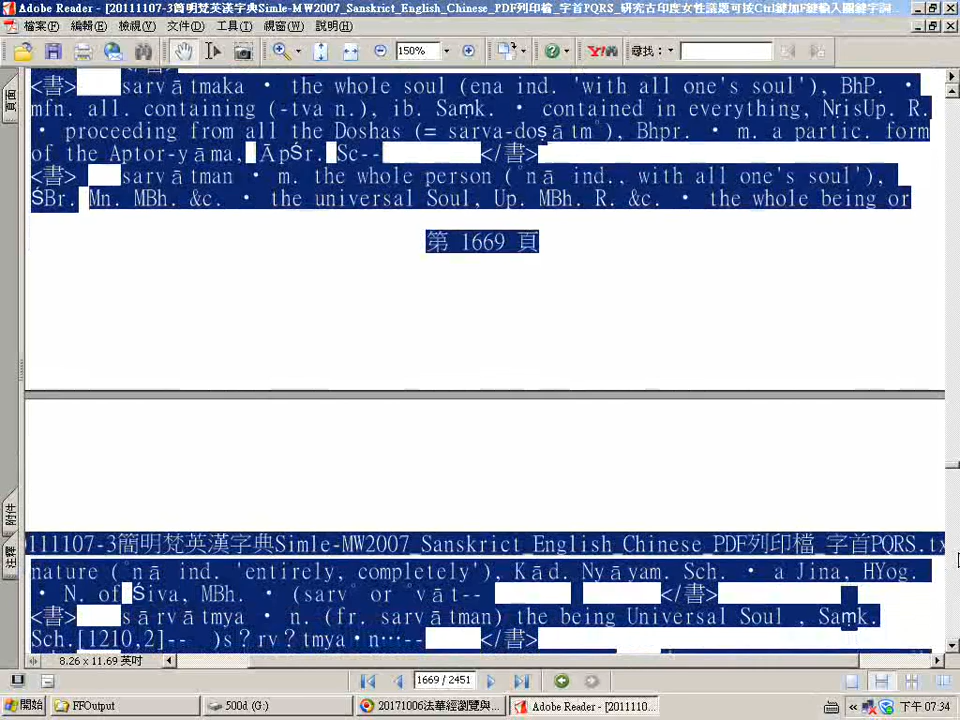 Adobe Reader - [20111107-3簡明梵英漢字典Simle-MW2007_Sanskrict_English_Chinese_PDF列印檔_字首PQRS_研究古印度女性議題可按Ctrl鍵加F鍵輸入關鍵字詞
檔案(F) 編輯(E) 檢視(V) 文件(D) 工具(T) 視窗(W) 說明(H)
150% 尋找:
頁面
<書> sarvātmaka ・ the whole soul (ena ind. 'with all one's soul'), BhP. ・
mfn. all. containing (-tva n.), ib. Saṃk. ・ contained in everything, NṛisUp. R.
・ proceeding from all the Doshas (= sarva-doṣātm°), Bhpr. ・ m. a partic. form
of the Aptor-yāma, ĀpŚr. Sc-- </書>
<書> sarvātman ・ m. the whole person (°nā ind., with all one's soul'),
ŚBr. Mn. MBh. &c. ・ the universal Soul, Up. MBh. R. &c. ・ the whole being or
第 1669 頁
111107-3簡明梵英漢字典Simle-MW2007_Sanskrict_English_Chinese_PDF列印檔_字首PQRS.tx
nature (°nā ind. 'entirely, completely'), Kād. Nyāyam. Sch. ・ a Jina, HYog.
・ N. of Śiva, MBh. ・ (sarv° or °vāt-- </書>
<書> sārvātmya ・ n. (fr. sarvātman) the being Universal Soul , Saṃk.
Sch.[1210,2]-- )s?rv?tmya・n…-- </書>
附件
注釋
8.26 x 11.69 英吋
1669 / 2451
開始 FFOutput 500d (G:) 20171006法華經瀏覽與... Adobe Reader - [2011110... 下午 07:34